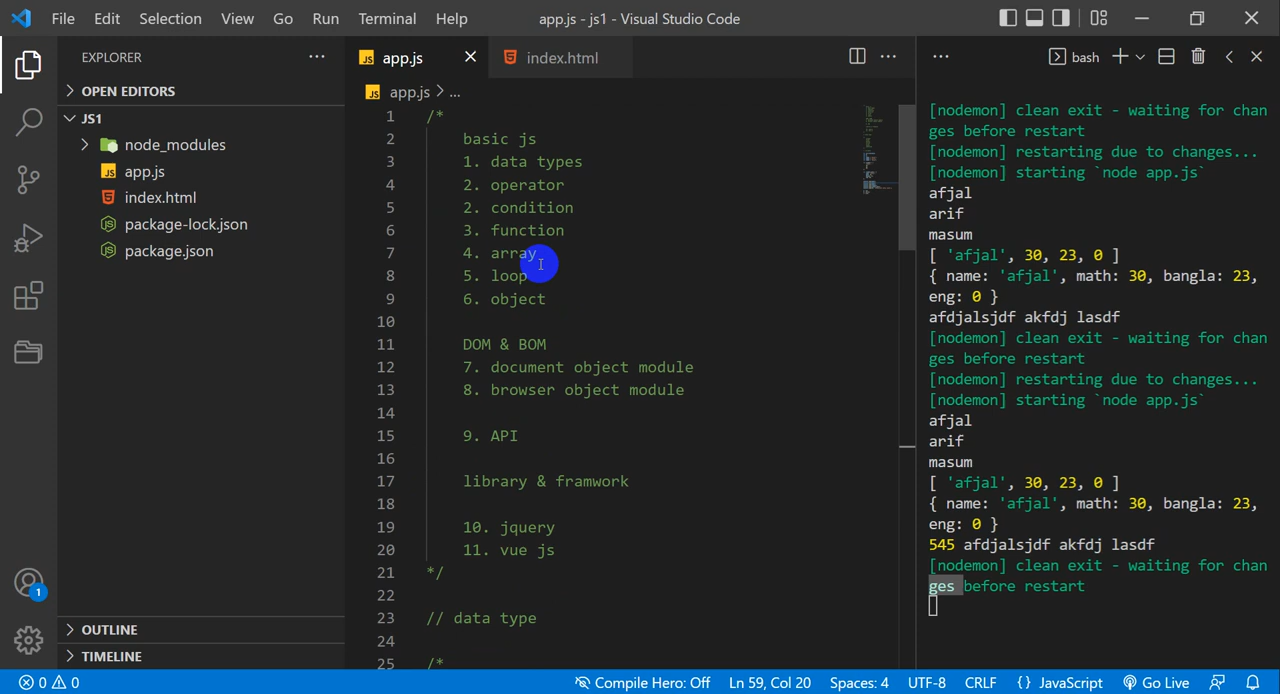 File Edit Selection View Go Run Terminal Help app.js - js1 - Visual Studio Code
EXPLORER
OPEN EDITORS
JS1
node_modules
app.js
index.html
package-lock.json
package.json
OUTLINE
TIMELINE
app.js index.html
app.js > ...
1 /*
2 basic js
3 1. data types
4 2. operator
5 2. condition
6 3. function
7 4. array
8 5. loop
9 6. object
10
11 DOM & BOM
12 7. document object module
13 8. browser object module
14
15 9. API
16
17 library & framwork
18
19 10. jquery
20 11. vue js
21 */
22
23 // data type
24
25 /*
bash
[nodemon] clean exit - waiting for chan
ges before restart
[nodemon] restarting due to changes...
[nodemon] starting `node app.js`
afjal
arif
masum
[ 'afjal', 30, 23, 0 ]
{ name: 'afjal', math: 30, bangla: 23,
eng: 0 }
afdjalsjdf akfdj lasdf
[nodemon] clean exit - waiting for chan
ges before restart
[nodemon] restarting due to changes...
[nodemon] starting `node app.js`
afjal
arif
masum
[ 'afjal', 30, 23, 0 ]
{ name: 'afjal', math: 30, bangla: 23,
eng: 0 }
545 afdjalsjdf akfdj lasdf
[nodemon] clean exit - waiting for chan
ges before restart
1
0 0 Compile Hero: Off Ln 59, Col 20 Spaces: 4 UTF-8 CRLF {} JavaScript Go Live